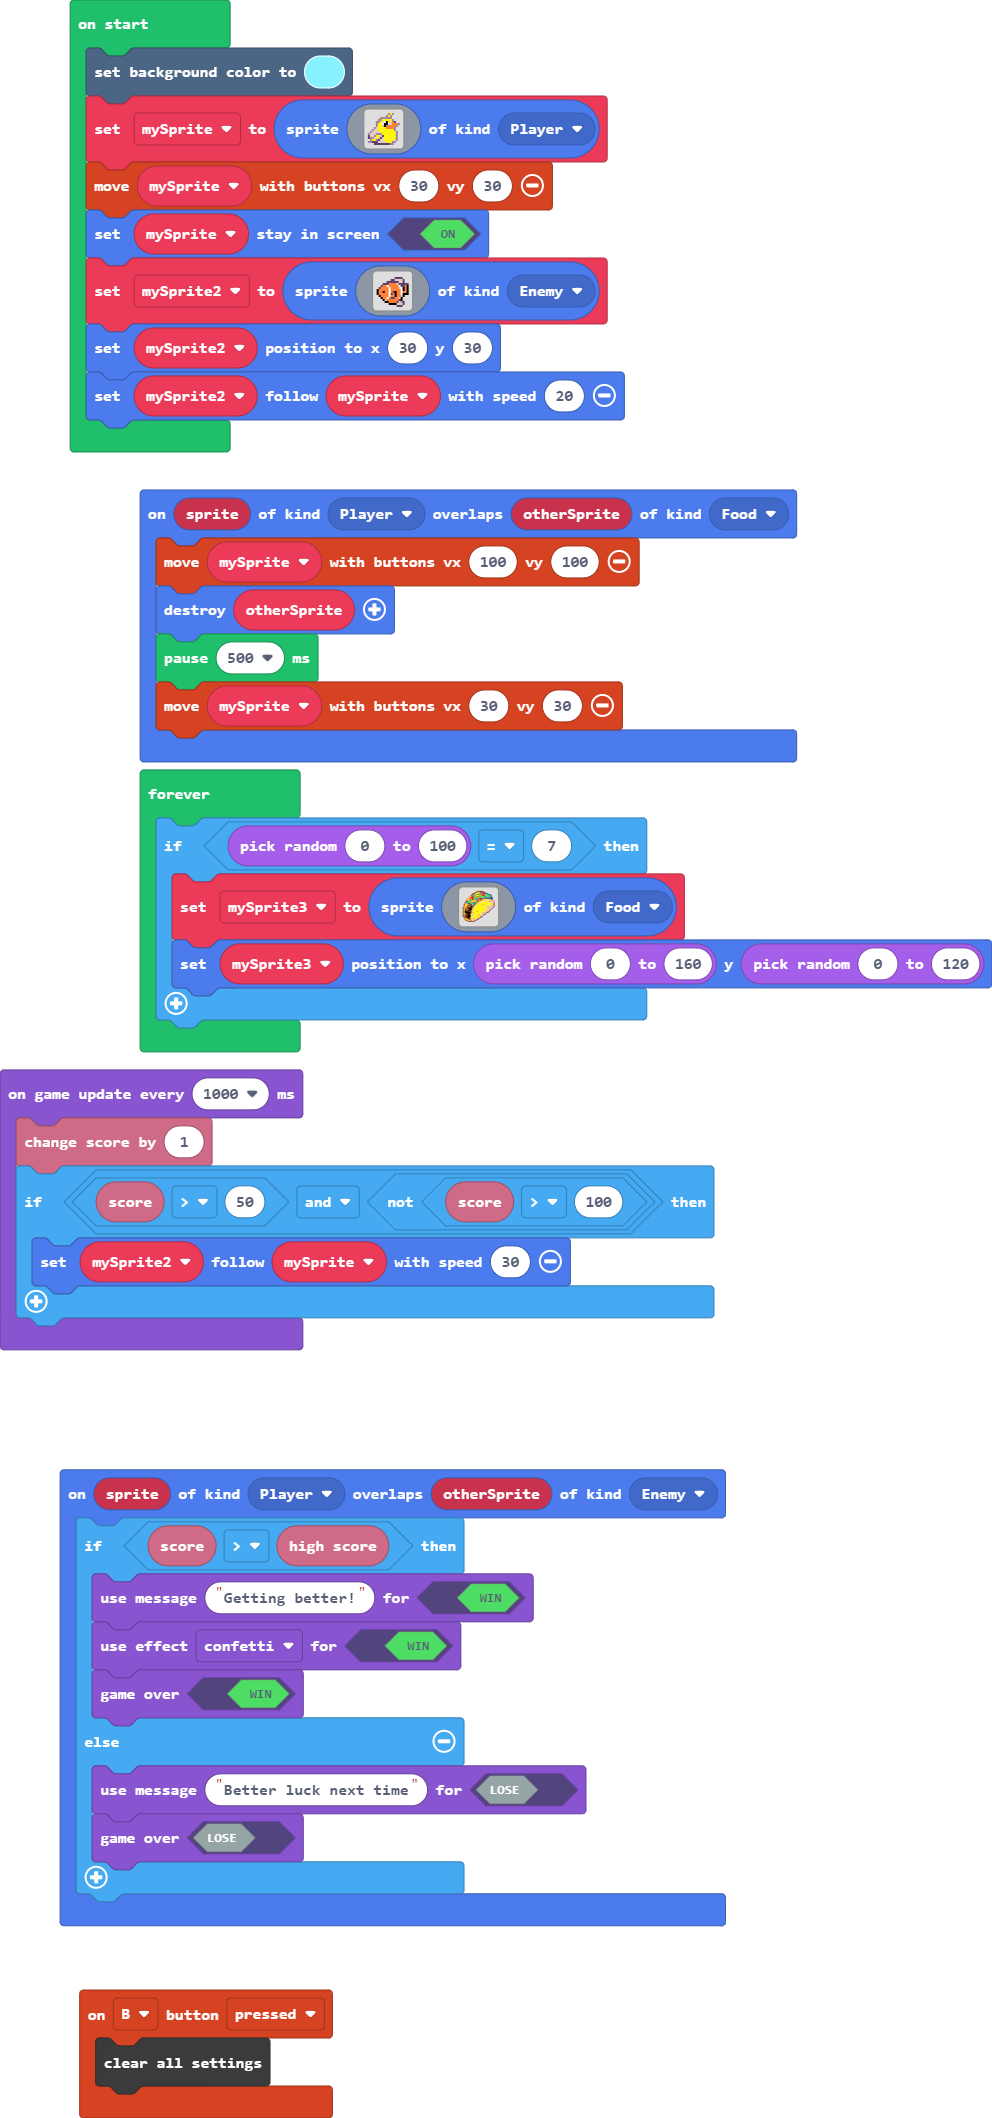 on start
set background color to
set mySprite to sprite of kind Player
move mySprite with buttons vx 30 vy 30
set mySprite stay in screen ON
set mySprite2 to sprite of kind Enemy
set mySprite2 position to x 30 y 30
set mySprite2 follow mySprite with speed 20
on sprite of kind Player overlaps otherSprite of kind Food
move mySprite with buttons vx 100 vy 100
destroy otherSprite
pause 500 ms
move mySprite with buttons vx 30 vy 30
forever
if pick random 0 to 100 = 7 then
set mySprite3 to sprite of kind Food
set mySprite3 position to x pick random 0 to 160 y pick random 0 to 120
on game update every 1000 ms
change score by 1
if score > 50 and not score > 100 then
set mySprite2 follow mySprite with speed 30
on sprite of kind Player overlaps otherSprite of kind Enemy
if score > high score then
use message "Getting better!" for WIN
use effect confetti for WIN
game over WIN
else
use message "Better luck next time" for LOSE
game over LOSE
on B button pressed
clear all settings